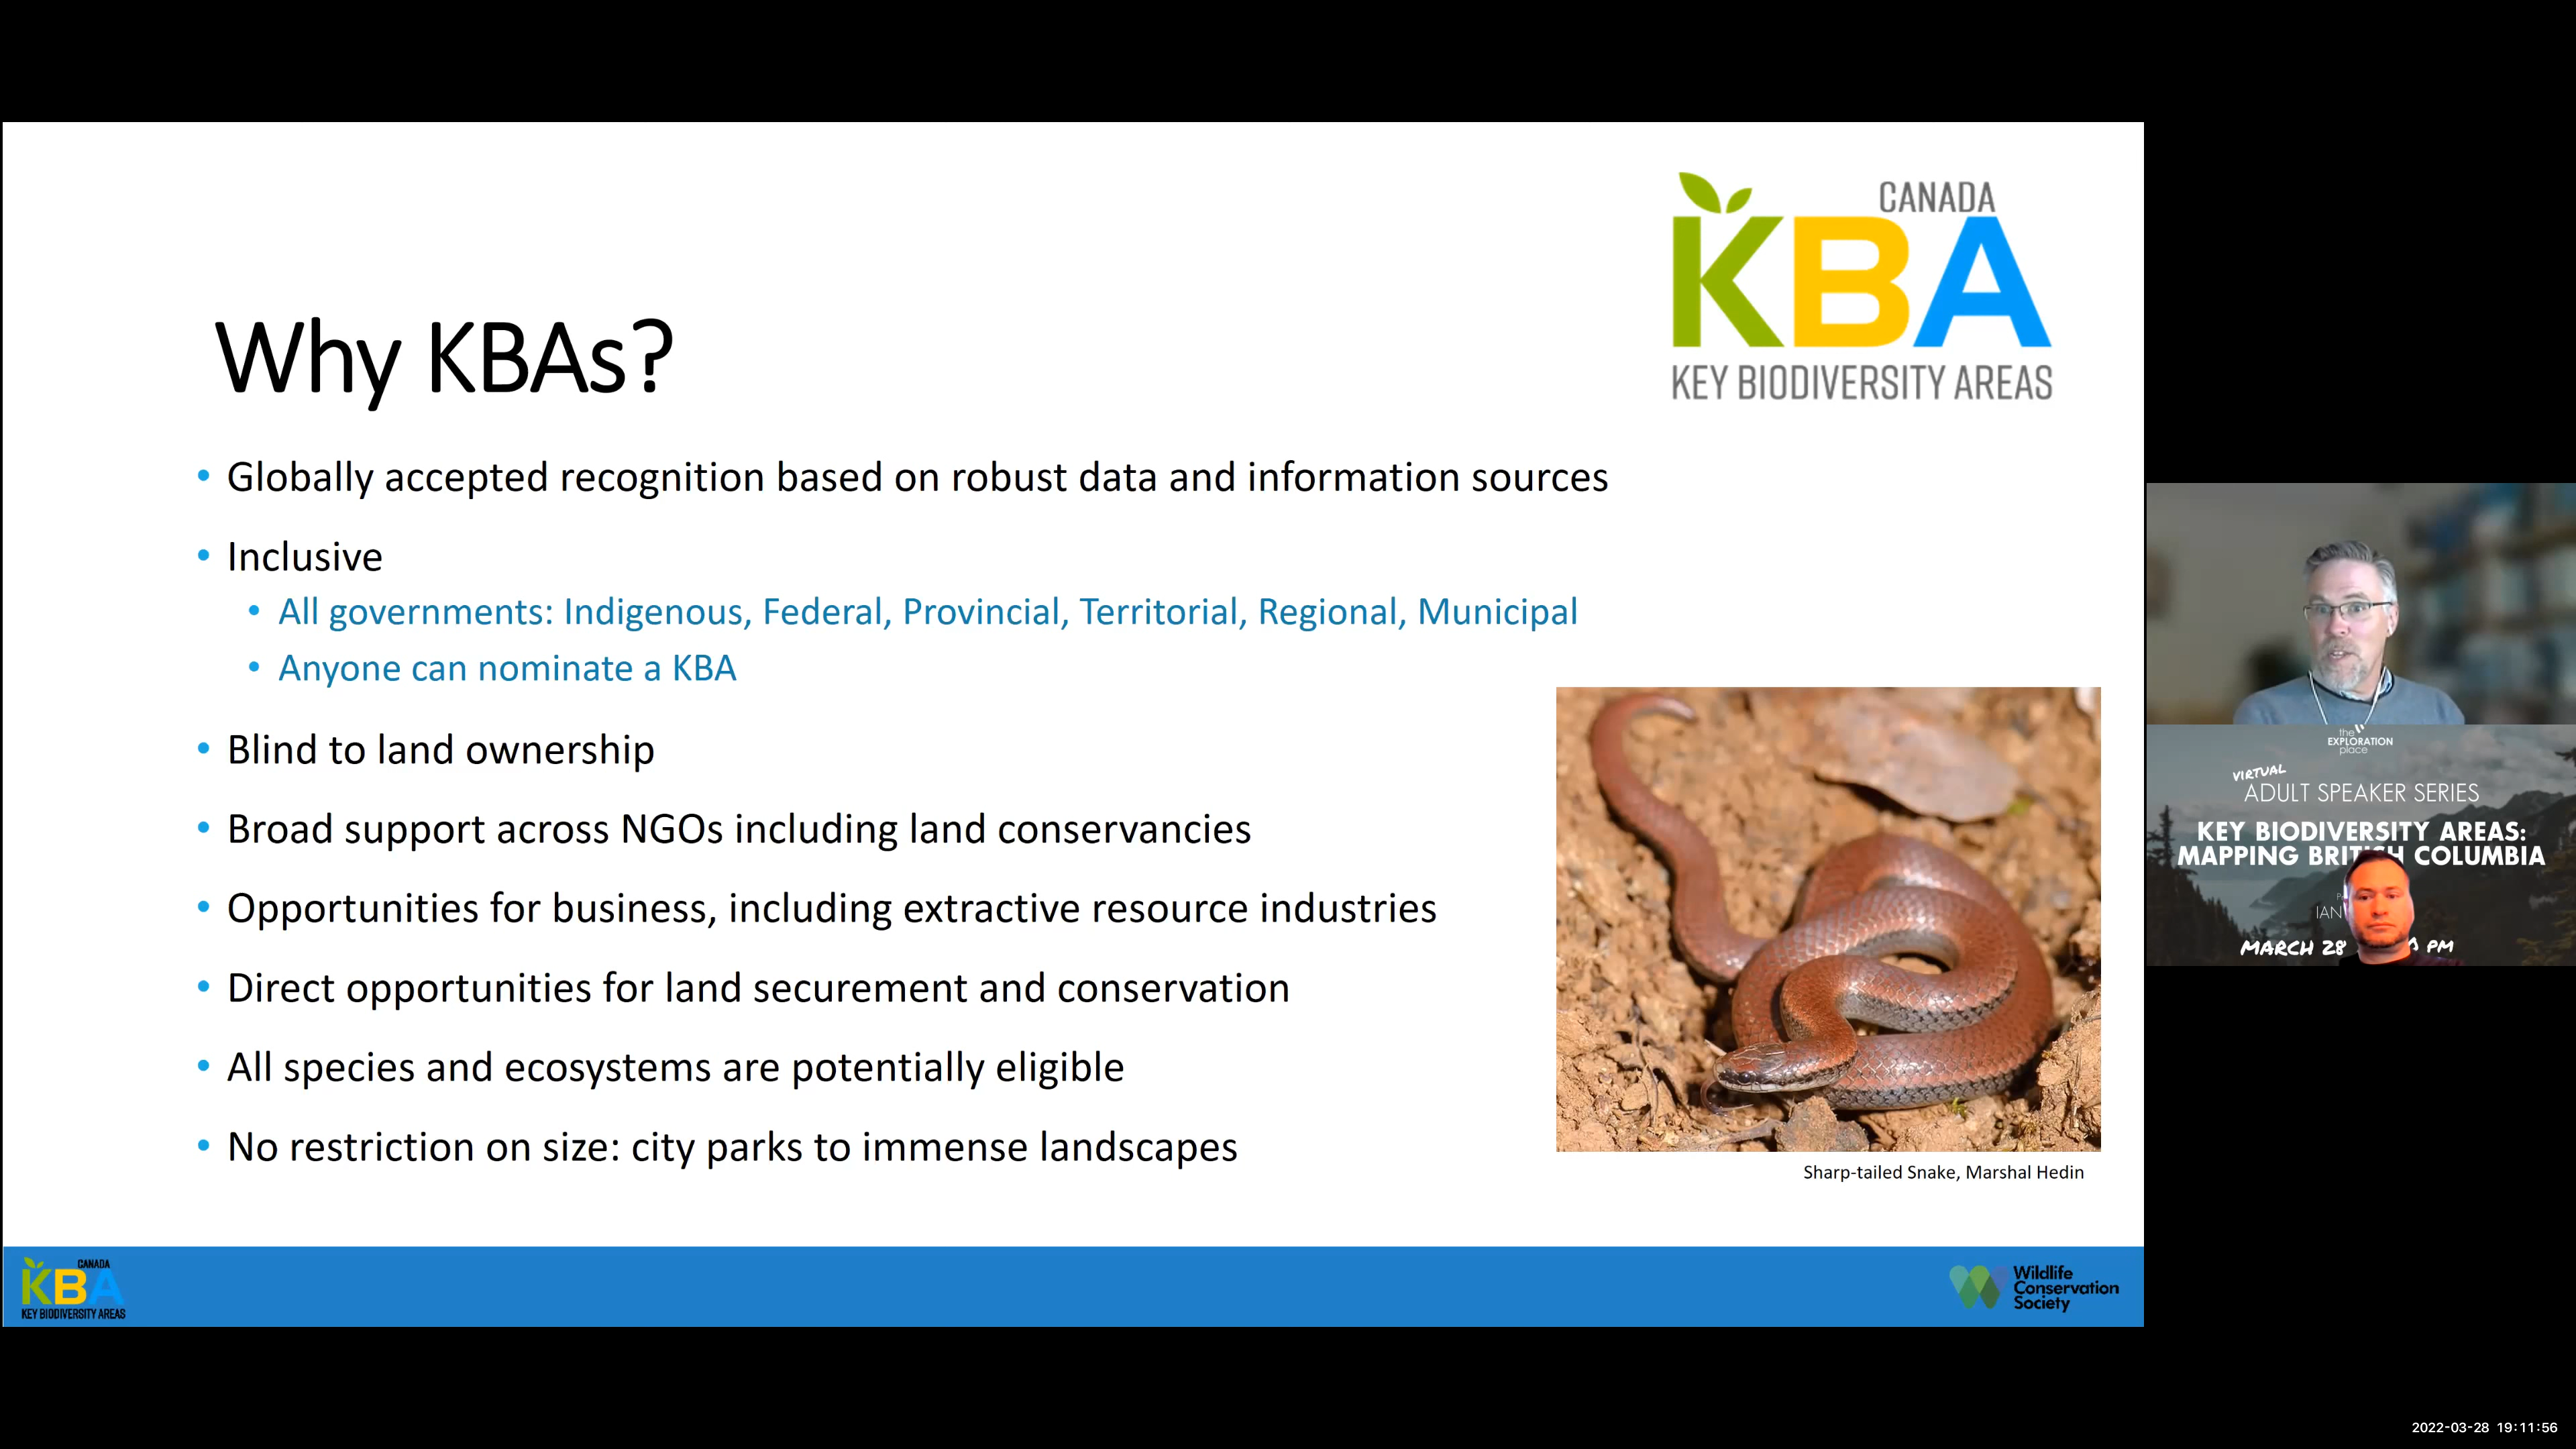 CANADA
KBA
KEY BIODIVERSITY AREAS
Why KBAs?
• Globally accepted recognition based on robust data and information sources
• Inclusive
• All governments: Indigenous, Federal, Provincial, Territorial, Regional, Municipal
• Anyone can nominate a KBA
• Blind to land ownership
• Broad support across NGOs including land conservancies
• Opportunities for business, including extractive resource industries
• Direct opportunities for land securement and conservation
• All species and ecosystems are potentially eligible
• No restriction on size: city parks to immense landscapes
Sharp-tailed Snake, Marshal Hedin
CANADA
KBA
KEY BIODIVERSITY AREAS
Wildlife
Conservation
Society
the
EXPLORATION
place
VIRTUAL
ADULT SPEAKER SERIES
KEY BIODIVERSITY AREAS:
MAPPING BRITISH COLUMBIA
IAN
MARCH 28 PM
2022-03-28 19:11:56